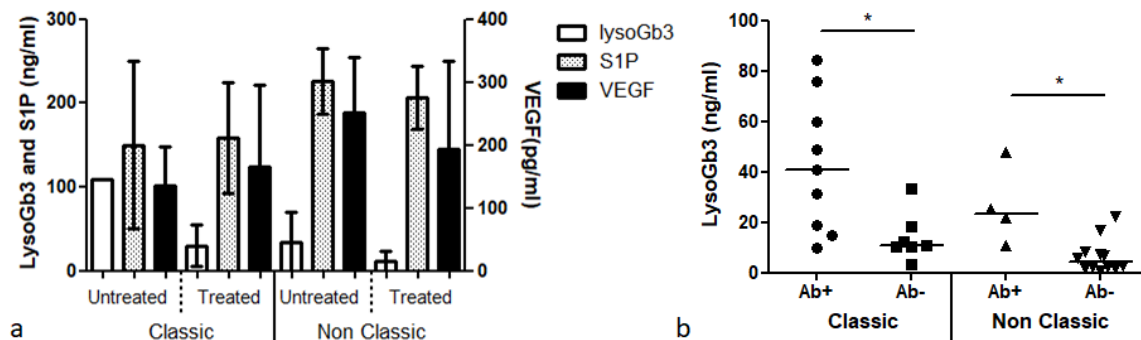 300
200
100
0
LysoGb3 and S1P (ng/ml)
400
300
200
100
0
VEGF(pg/ml)
lysoGb3
S1P
VEGF
Untreated Treated Untreated Treated
Classic Non Classic
a
100
80
60
40
20
0
LysoGb3 (ng/ml)
*
*
Ab+ Ab- Ab+ Ab-
Classic Non Classic
b